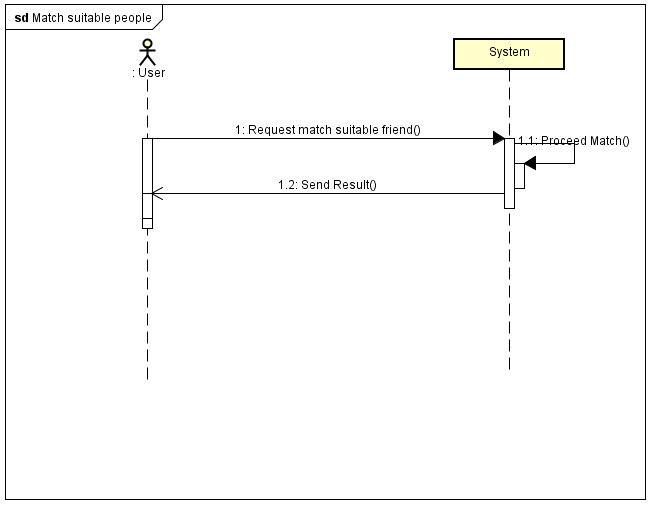 sd Match suitable people
: User
System
1: Request match suitable friend()
1.1: Proceed Match()
1.2: Send Result()